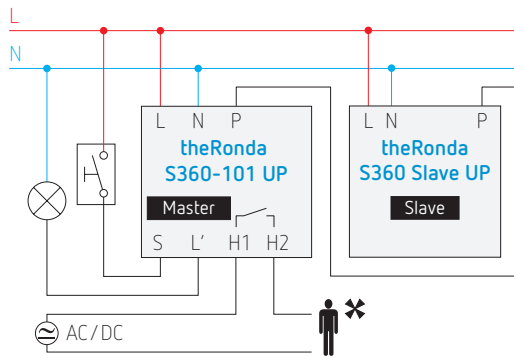 L
N
L N P
theRonda
S360-101 UP
Master
S L' H1 H2
L N P
theRonda
S360 Slave UP
Slave
AC/DC